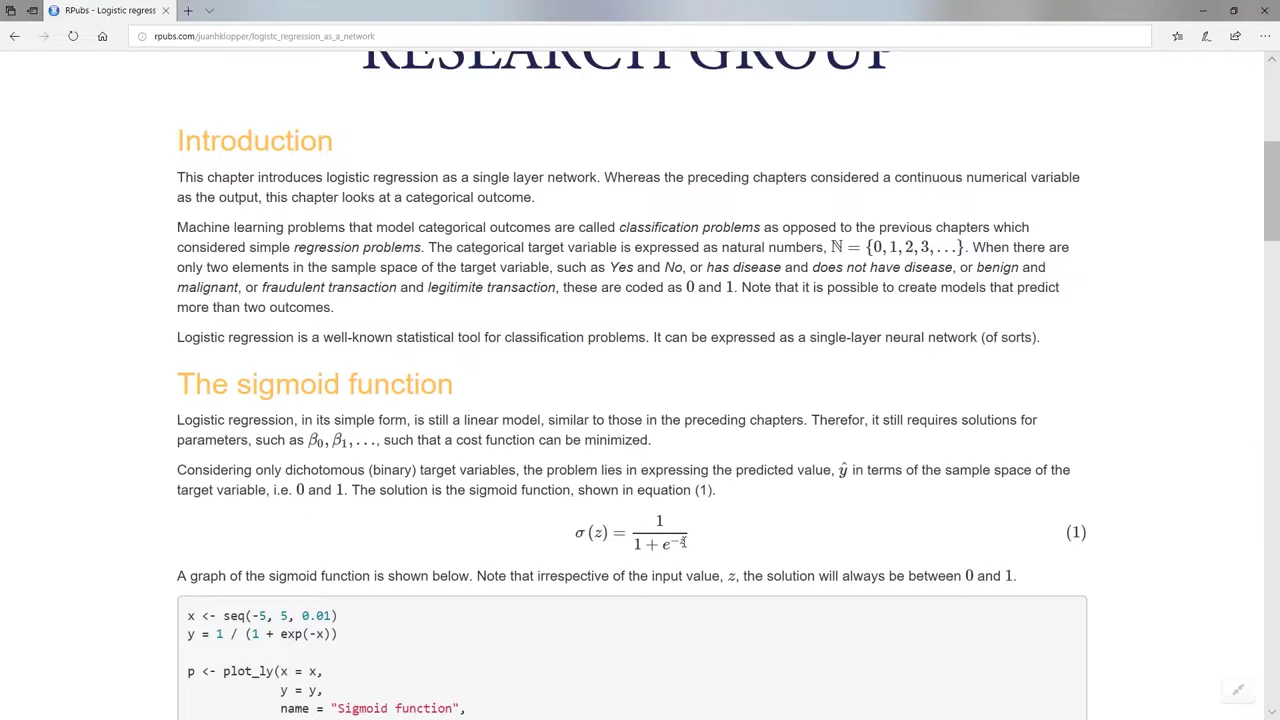 RPubs - Logistic regress
rpubs.com/juanhklopper/logistc_regression_as_a_network
RESEARCH GROUP
Introduction
This chapter introduces logistic regression as a single layer network. Whereas the preceding chapters considered a continuous numerical variable
as the output, this chapter looks at a categorical outcome.
Machine learning problems that model categorical outcomes are called classification problems as opposed to the previous chapters which
considered simple regression problems. The categorical target variable is expressed as natural numbers, ℕ = {0, 1, 2, 3, …}. When there are
only two elements in the sample space of the target variable, such as Yes and No, or has disease and does not have disease, or benign and
malignant, or fraudulent transaction and legitimite transaction, these are coded as 0 and 1. Note that it is possible to create models that predict
more than two outcomes.
Logistic regression is a well-known statistical tool for classification problems. It can be expressed as a single-layer neural network (of sorts).
The sigmoid function
Logistic regression, in its simple form, is still a linear model, similar to those in the preceding chapters. Therefor, it still requires solutions for
parameters, such as β₀, β₁, …, such that a cost function can be minimized.
Considering only dichotomous (binary) target variables, the problem lies in expressing the predicted value, ŷ in terms of the sample space of the
target variable, i.e. 0 and 1. The solution is the sigmoid function, shown in equation (1).
σ (z) = 1 / (1 + e^{−z}) (1)
A graph of the sigmoid function is shown below. Note that irrespective of the input value, z, the solution will always be between 0 and 1.
x <- seq(-5, 5, 0.01)
y = 1 / (1 + exp(-x))
p <- plot_ly(x = x,
y = y,
name = "Sigmoid function",